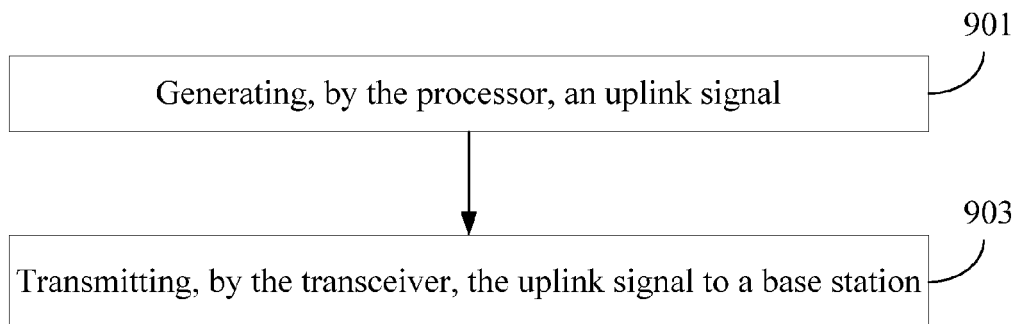 901
Generating, by the processor, an uplink signal
903
Transmitting, by the transceiver, the uplink signal to a base station